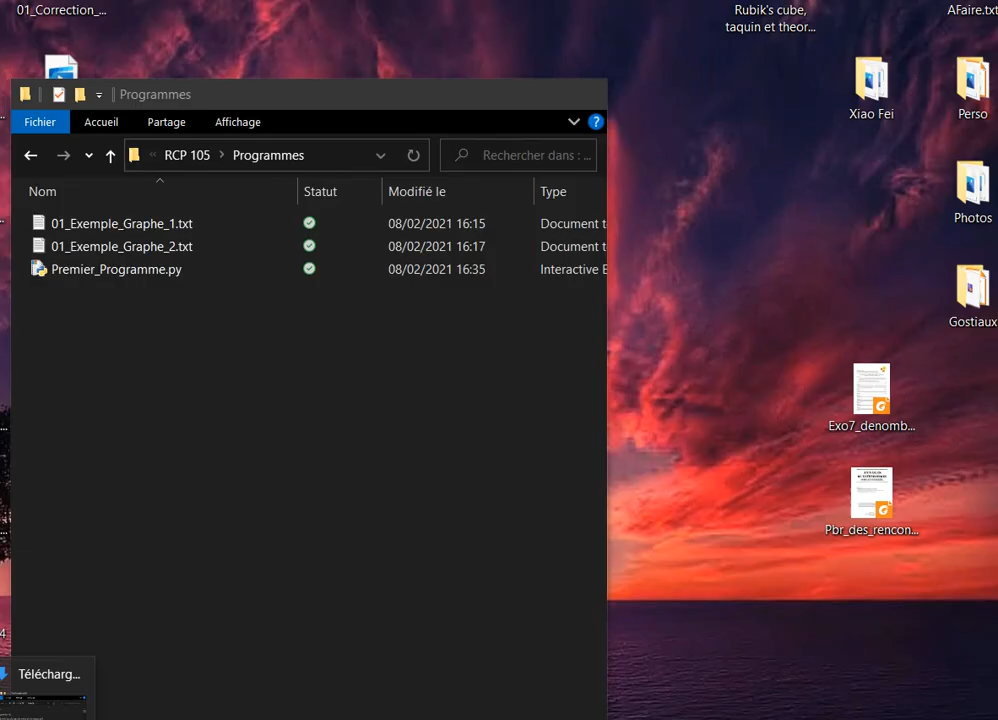 01_Correction_...
Rubik's cube,
taquin et theor...
AFaire.txt
Xiao Fei
Perso
Photos
Gostiaux
Exo7_denomb...
Pbr_des_rencon...
Programmes
Fichier
Accueil
Partage
Affichage
?
« RCP 105 > Programmes
Rechercher dans : ...
Nom
Statut
Modifié le
Type
01_Exemple_Graphe_1.txt
08/02/2021 16:15
Document t
01_Exemple_Graphe_2.txt
08/02/2021 16:17
Document t
Premier_Programme.py
08/02/2021 16:35
Interactive E
4
Télécharg...